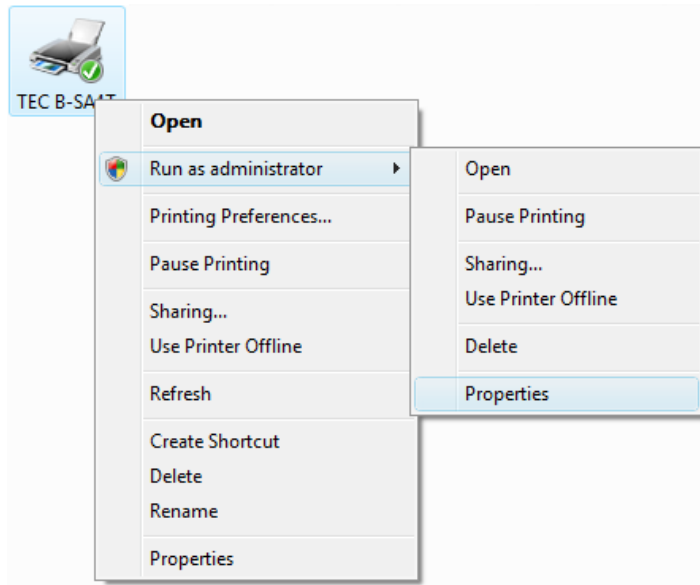 TEC B-SA4T
Open
Run as administrator
Printing Preferences...
Pause Printing
Sharing...
Use Printer Offline
Refresh
Create Shortcut
Delete
Rename
Properties
Open
Pause Printing
Sharing...
Use Printer Offline
Delete
Properties